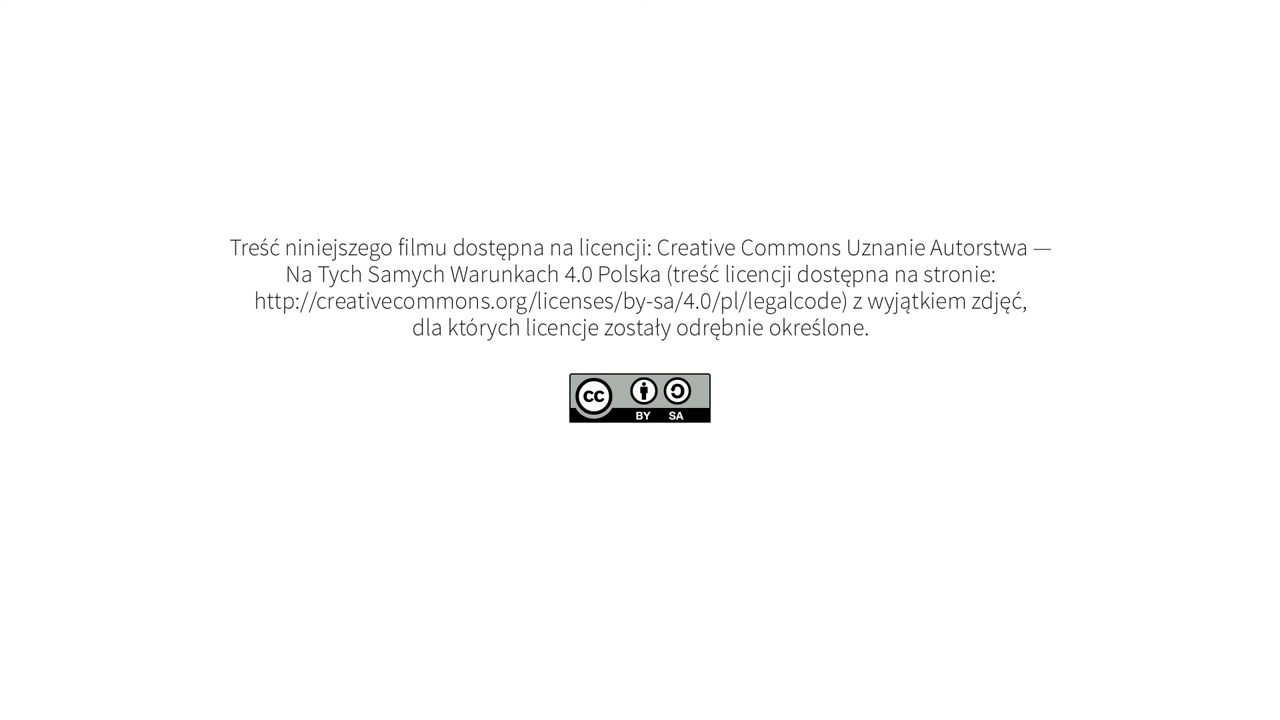 Treść niniejszego filmu dostępna na licencji: Creative Commons Uznanie Autorstwa —
Na Tych Samych Warunkach 4.0 Polska (treść licencji dostępna na stronie:
http://creativecommons.org/licenses/by-sa/4.0/pl/legalcode) z wyjątkiem zdjęć,
dla których licencje zostały odrębnie określone.
cc
BY SA